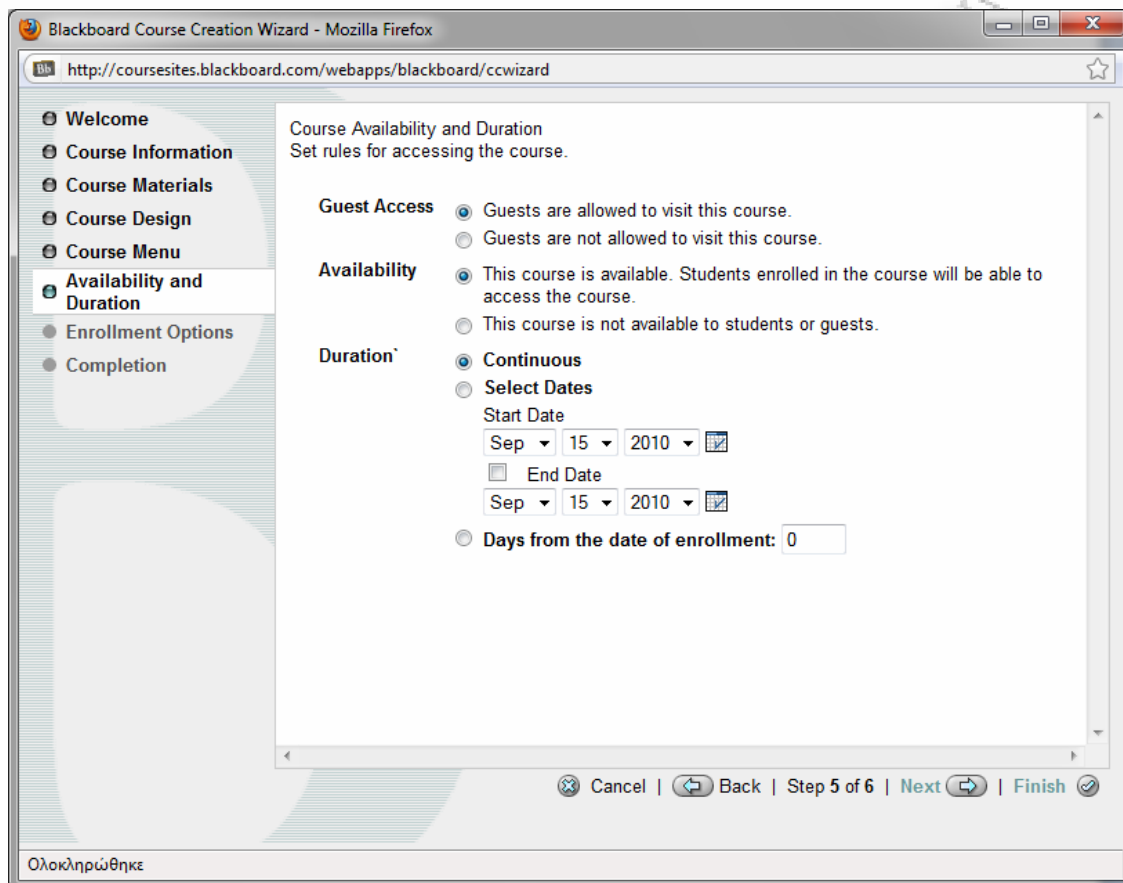 Blackboard Course Creation Wizard - Mozilla Firefox
Bb http://coursesites.blackboard.com/webapps/blackboard/ccwizard
Welcome
Course Information
Course Materials
Course Design
Course Menu
Availability and
Duration
Enrollment Options
Completion
Course Availability and Duration
Set rules for accessing the course.
Guest Access Guests are allowed to visit this course.
Guests are not allowed to visit this course.
Availability This course is available. Students enrolled in the course will be able to
access the course.
This course is not available to students or guests.
Duration` Continuous
Select Dates
Start Date
Sep 15 2010
End Date
Sep 15 2010
Days from the date of enrollment: 0
Cancel | Back | Step 5 of 6 | Next | Finish
Ολοκληρώθηκε